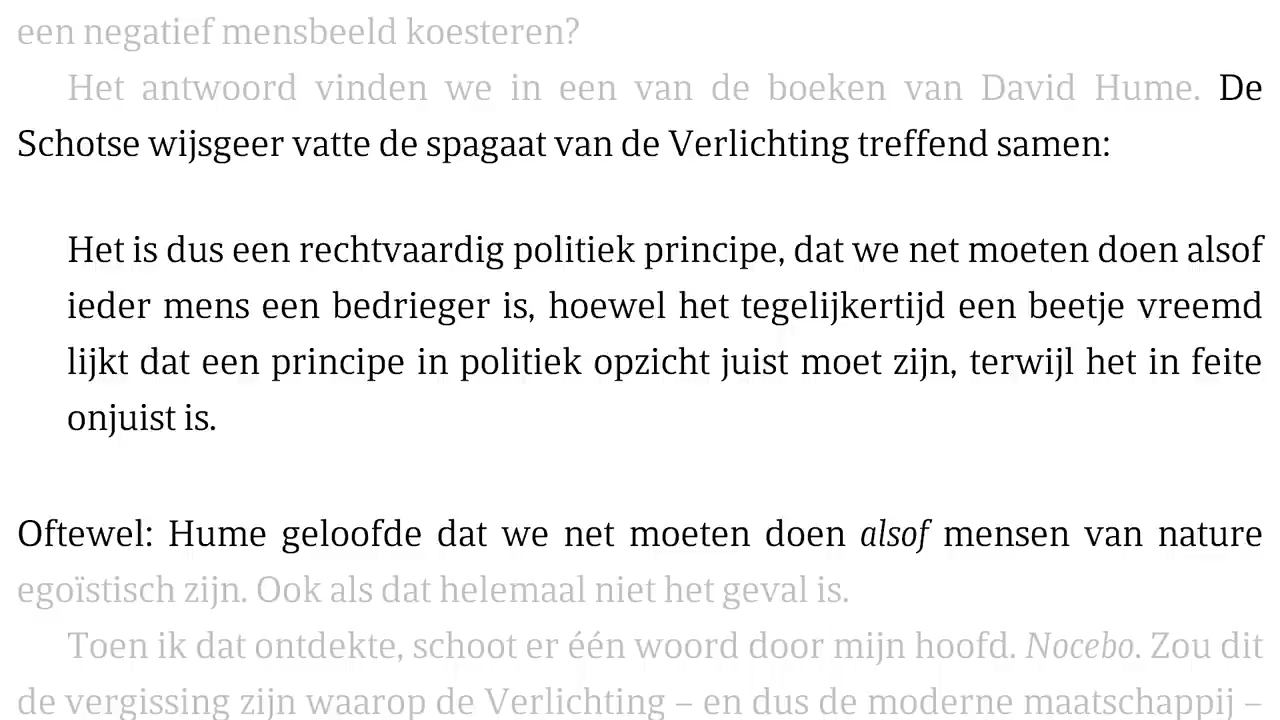 een negatief mensbeeld koesteren?
Het antwoord vinden we in een van de boeken van David Hume. De
Schotse wijsgeer vatte de spagaat van de Verlichting treffend samen:
Het is dus een rechtvaardig politiek principe, dat we net moeten doen alsof
ieder mens een bedrieger is, hoewel het tegelijkertijd een beetje vreemd
lijkt dat een principe in politiek opzicht juist moet zijn, terwijl het in feite
onjuist is.
Oftewel: Hume geloofde dat we net moeten doen alsof mensen van nature
egoïstisch zijn. Ook als dat helemaal niet het geval is.
Toen ik dat ontdekte, schoot er één woord door mijn hoofd. Nocebo. Zou dit
de vergissing zijn waarop de Verlichting – en dus de moderne maatschappij –